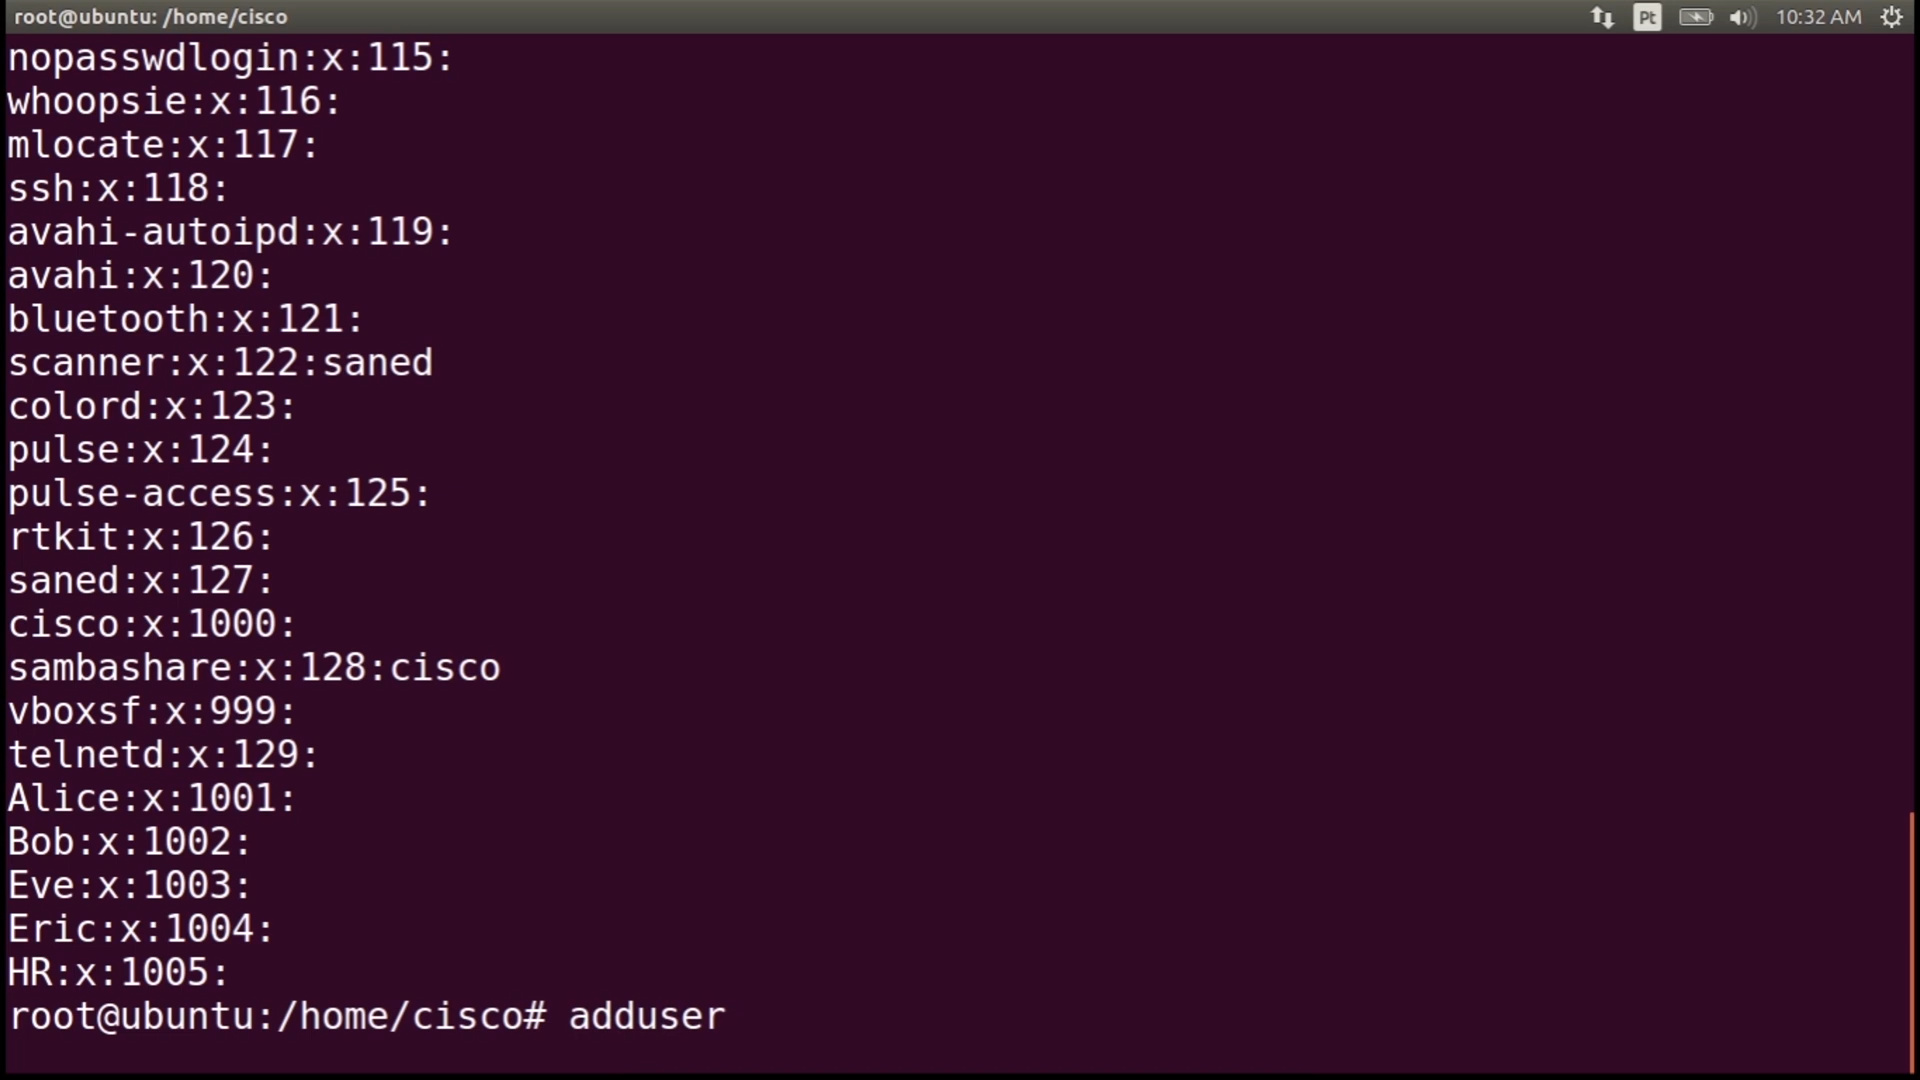 root@ubuntu: /home/cisco
Pt
10:32 AM
nopasswdlogin:x:115:
whoopsie:x:116:
mlocate:x:117:
ssh:x:118:
avahi-autoipd:x:119:
avahi:x:120:
bluetooth:x:121:
scanner:x:122:saned
colord:x:123:
pulse:x:124:
pulse-access:x:125:
rtkit:x:126:
saned:x:127:
cisco:x:1000:
sambashare:x:128:cisco
vboxsf:x:999:
telnetd:x:129:
Alice:x:1001:
Bob:x:1002:
Eve:x:1003:
Eric:x:1004:
HR:x:1005:
root@ubuntu:/home/cisco# adduser